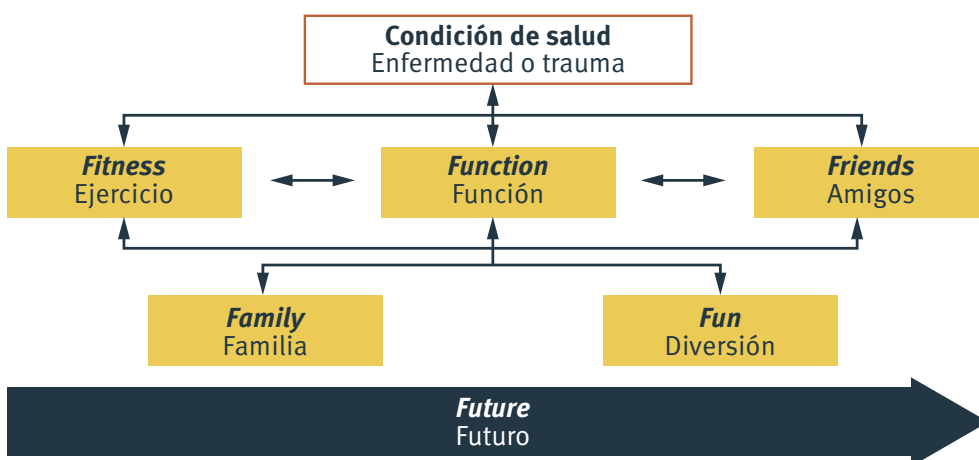 Condición de salud
Enfermedad o trauma
Fitness
Ejercicio
Function
Función
Friends
Amigos
Family
Familia
Fun
Diversión
Future
Futuro